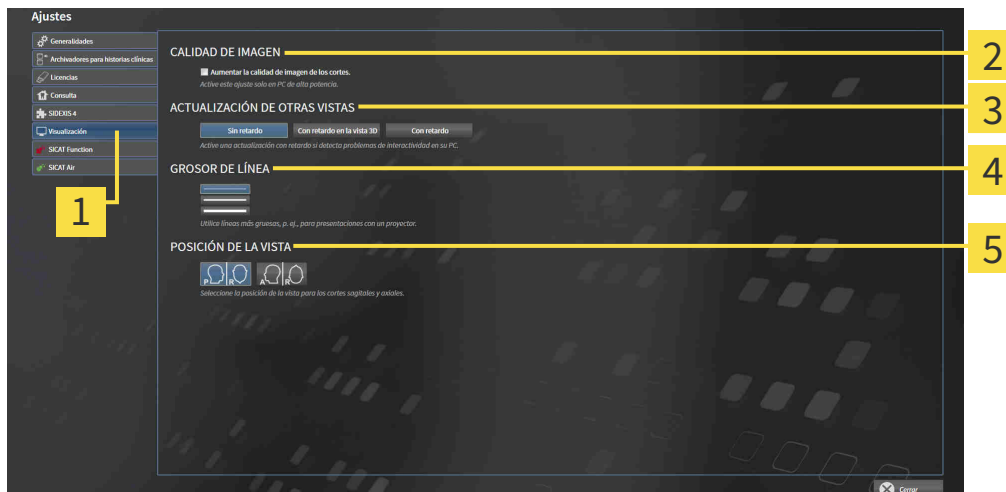 Ajustes
Generalidades
Archivadores para historias clínicas
Licencias
Consulta
SIDEXIS 4
Visualización
SICAT Function
SICAT Air
1
CALIDAD DE IMAGEN
2
Aumentar la calidad de imagen de los cortes.
Active este ajuste solo en PC de alta potencia.
ACTUALIZACIÓN DE OTRAS VISTAS
3
Sin retardo Con retardo en la vista 3D Con retardo
Active una actualización con retardo si detecta problemas de interactividad en su PC.
GROSOR DE LÍNEA
4
Utilice líneas más gruesas, p. ej., para presentaciones con un proyector.
POSICIÓN DE LA VISTA
5
P R A R
Seleccione la posición de la vista para los cortes sagitales y axiales.
Cerrar